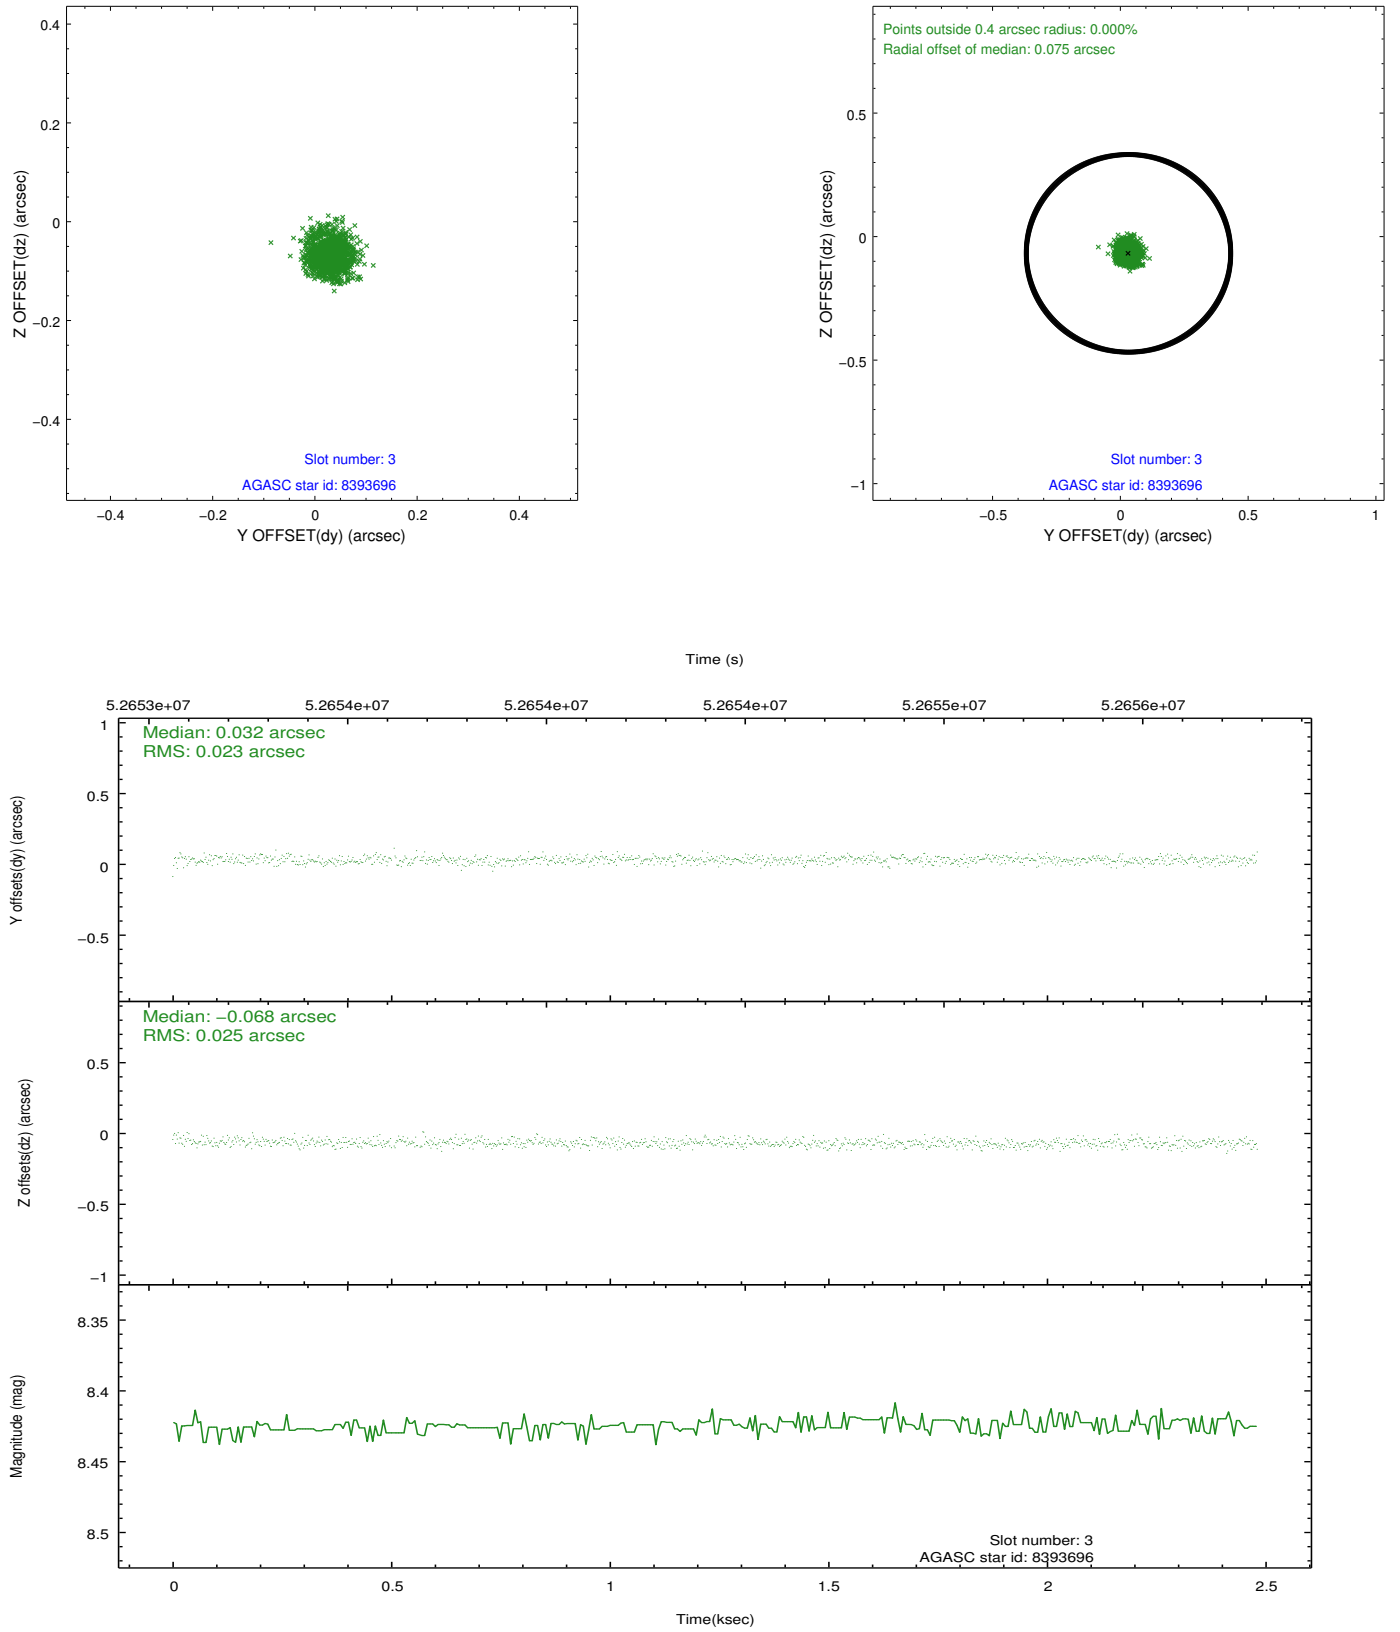 0.4
0.2
0
−0.2
−0.4
Z OFFSET(dz) (arcsec)
Slot number: 3
AGASC star id: 8393696
−0.4 −0.2 0 0.2 0.4
Y OFFSET(dy) (arcsec)
Points outside 0.4 arcsec radius: 0.000%
Radial offset of median: 0.075 arcsec
0.5
0
−0.5
−1
Z OFFSET(dz) (arcsec)
Slot number: 3
AGASC star id: 8393696
−0.5 0 0.5 1
Y OFFSET(dy) (arcsec)
Time (s)
5.2653e+07 5.2654e+07 5.2654e+07 5.2654e+07 5.2655e+07 5.2656e+07
Median: 0.032 arcsec
RMS: 0.023 arcsec
1
0.5
0
−0.5
Y offsets(dy) (arcsec)
Median: −0.068 arcsec
RMS: 0.025 arcsec
0.5
0
−0.5
−1
Z offsets(dz) (arcsec)
8.35
8.4
8.45
8.5
Magnitude (mag)
Slot number: 3
AGASC star id: 8393696
0 0.5 1 1.5 2 2.5
Time(ksec)